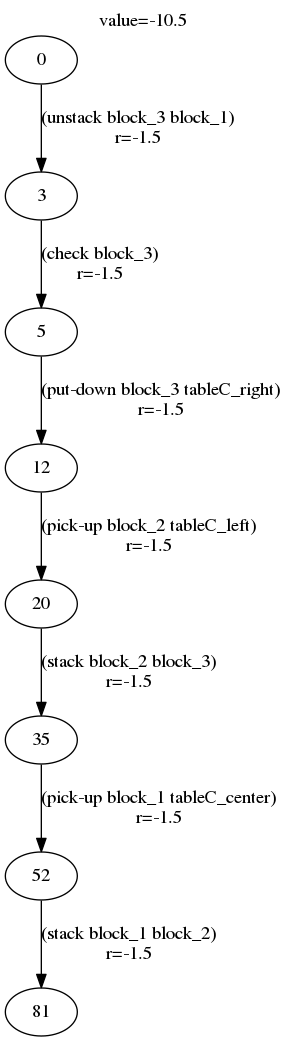 value=-10.5
0
(unstack block_3 block_1)
r=-1.5
3
(check block_3)
r=-1.5
5
(put-down block_3 tableC_right)
r=-1.5
12
(pick-up block_2 tableC_left)
r=-1.5
20
(stack block_2 block_3)
r=-1.5
35
(pick-up block_1 tableC_center)
r=-1.5
52
(stack block_1 block_2)
r=-1.5
81